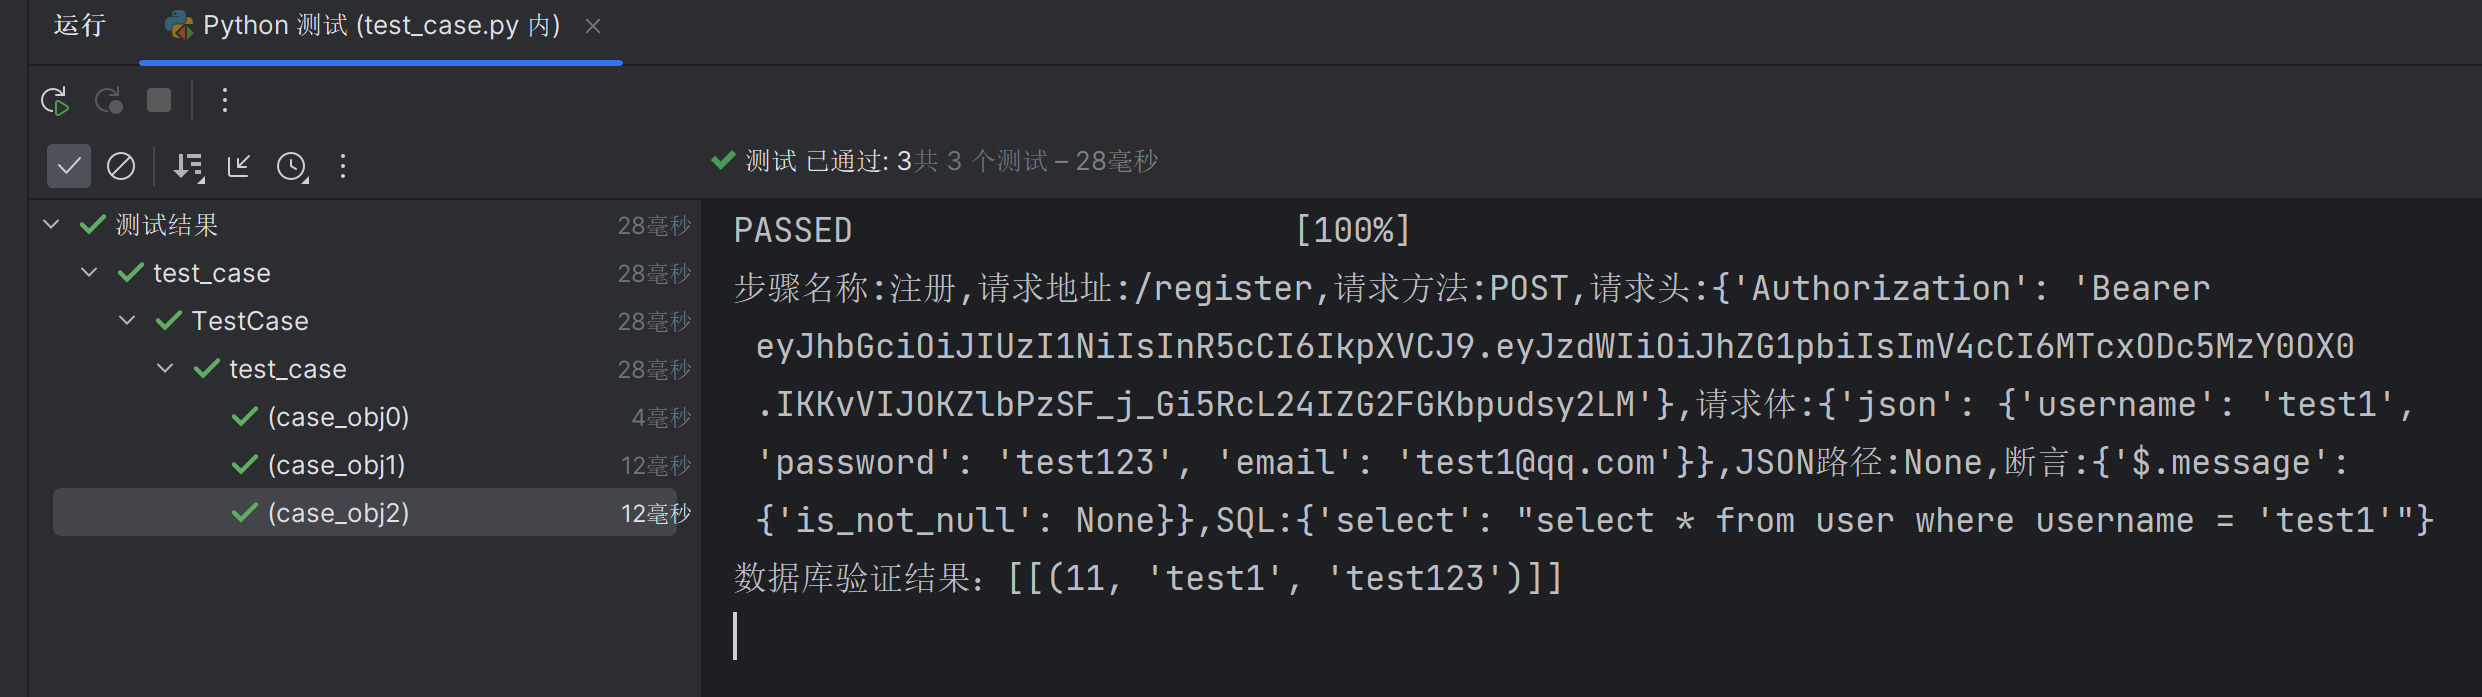 运行
Python 测试 (test_case.py 内)
测试 已通过: 3共 3 个测试 – 28毫秒
测试结果 28毫秒
test_case 28毫秒
TestCase 28毫秒
test_case 28毫秒
(case_obj0) 4毫秒
(case_obj1) 12毫秒
(case_obj2) 12毫秒
PASSED [100%]
步骤名称:注册,请求地址:/register,请求方法:POST,请求头:{'Authorization': 'Bearer
eyJhbGciOiJIUzI1NiIsInR5cCI6IkpXVCJ9.eyJzdWIiOiJhZG1pbiIsImV4cCI6MTcxODc5MzY0OX0
.IKKvVIJOKZlbPzSF_j_Gi5RcL24IZG2FGKbpudsy2LM'},请求体:{'json': {'username': 'test1',
'password': 'test123', 'email': 'test1@qq.com'}},JSON路径:None,断言:{'$.message':
{'is_not_null': None}},SQL:{'select': "select * from user where username = 'test1'"}
数据库验证结果: [[(11, 'test1', 'test123')]]